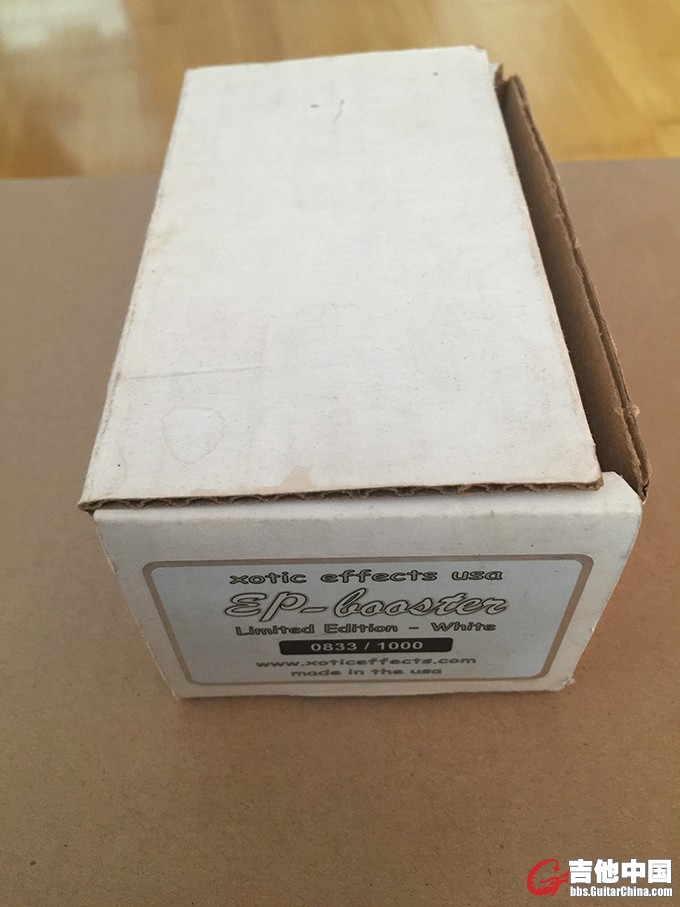 xotic effects usa
EP-booster
Limited Edition - White
0833 / 1000
www.xoticeffects.com
made in the usa
吉他中国
bbs.GuitarChina.com